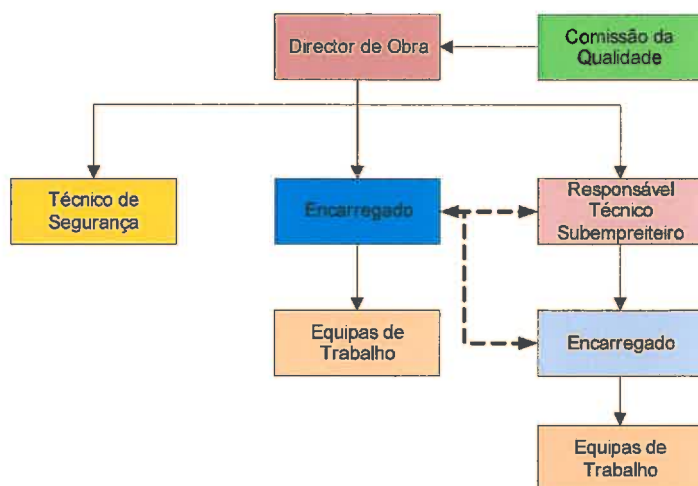 Director de Obra
Comissão da
Qualidade
Técnico de
Segurança
Encarregado
Responsável
Técnico
Subempreiteiro
Equipas de
Trabalho
Encarregado
Equipas de
Trabalho